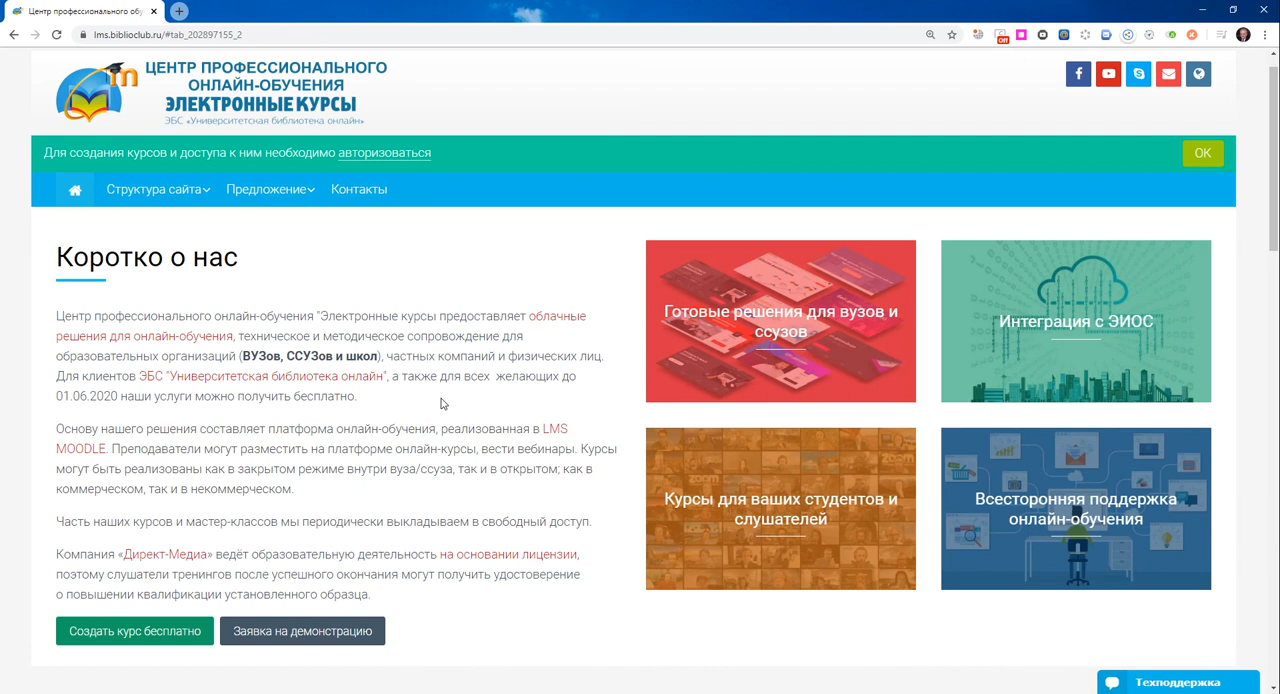 Центр профессионального обу
lms.biblioclub.ru/#tab_202897155_2
Off
in
ЦЕНТР ПРОФЕССИОНАЛЬНОГО
ОНЛАЙН-ОБУЧЕНИЯ
ЭЛЕКТРОННЫЕ КУРСЫ
ЭБС «Университетская библиотека онлайн»
Для создания курсов и доступа к ним необходимо авторизоваться
OK
Структура сайта
Предложение
Контакты
Коротко о нас
Центр профессионального онлайн-обучения "Электронные курсы предоставляет облачные
решения для онлайн-обучения, техническое и методическое сопровождение для
образовательных организаций (ВУЗов, ССУЗов и школ), частных компаний и физических лиц.
Для клиентов ЭБС "Университетская библиотека онлайн", а также для всех желающих до
01.06.2020 наши услуги можно получить бесплатно.
Основу нашего решения составляет платформа онлайн-обучения, реализованная в LMS
MOODLE. Преподаватели могут разместить на платформе онлайн-курсы, вести вебинары. Курсы
могут быть реализованы как в закрытом режиме внутри вуза/ссуза, так и в открытом; как в
коммерческом, так и в некоммерческом.
Часть наших курсов и мастер-классов мы периодически выкладываем в свободный доступ.
Компания «Директ-Медиа» ведёт образовательную деятельность на основании лицензии,
поэтому слушатели тренингов после успешного окончания могут получить удостоверение
о повышении квалификации установленного образца.
Создать курс бесплатно
Заявка на демонстрацию
Готовые решения для вузов и
ссузов
Интеграция с ЭИОС
Курсы для ваших студентов и
слушателей
zoom
Всесторонняя поддержка
онлайн-обучения
Техподдержка